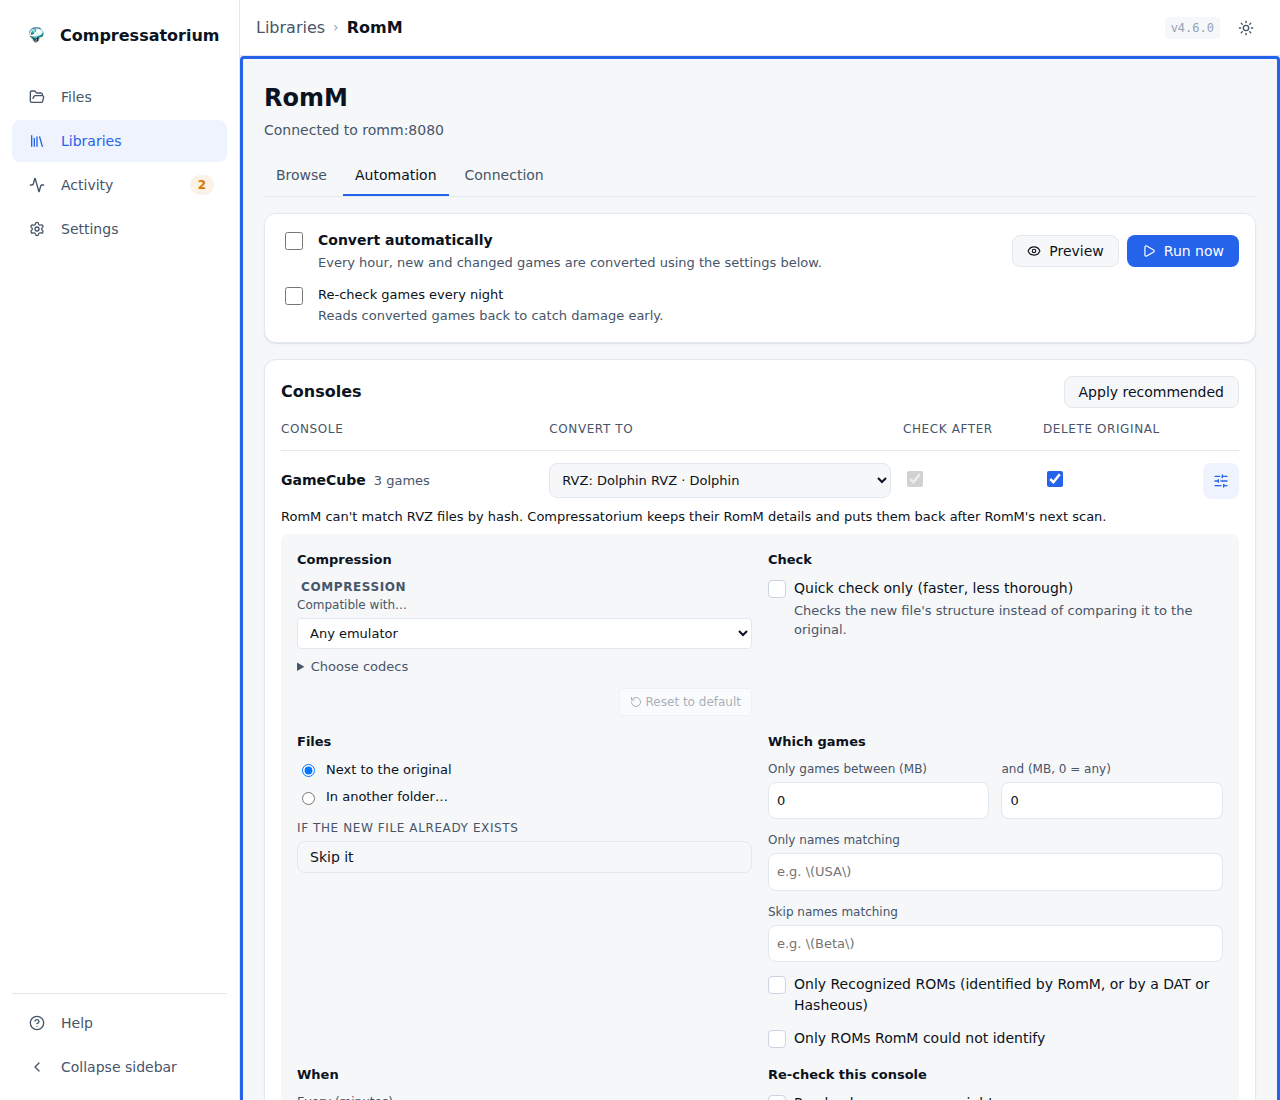 Compressatorium
Files
Libraries
Activity
2
Settings
Help
Collapse sidebar
Libraries › RomM
v4.6.0
RomM
Connected to romm:8080
Browse
Automation
Connection
Convert automatically
Every hour, new and changed games are converted using the settings below.
Preview
Run now
Re-check games every night
Reads converted games back to catch damage early.
Consoles
Apply recommended
CONSOLE
CONVERT TO
CHECK AFTER
DELETE ORIGINAL
GameCube 3 games
RVZ: Dolphin RVZ · Dolphin
RomM can't match RVZ files by hash. Compressatorium keeps their RomM details and puts them back after RomM's next scan.
Compression
COMPRESSION
Compatible with...
Any emulator
Choose codecs
Reset to default
Check
Quick check only (faster, less thorough)
Checks the new file's structure instead of comparing it to the
original.
Files
Next to the original
In another folder...
IF THE NEW FILE ALREADY EXISTS
Skip it
Which games
Only games between (MB)
and (MB, 0 = any)
0
0
Only names matching
e.g. \(USA\)
Skip names matching
e.g. \(Beta\)
Only Recognized ROMs (identified by RomM, or by a DAT or
Hasheous)
Only ROMs RomM could not identify
When
Every (minutes)
Re-check this console